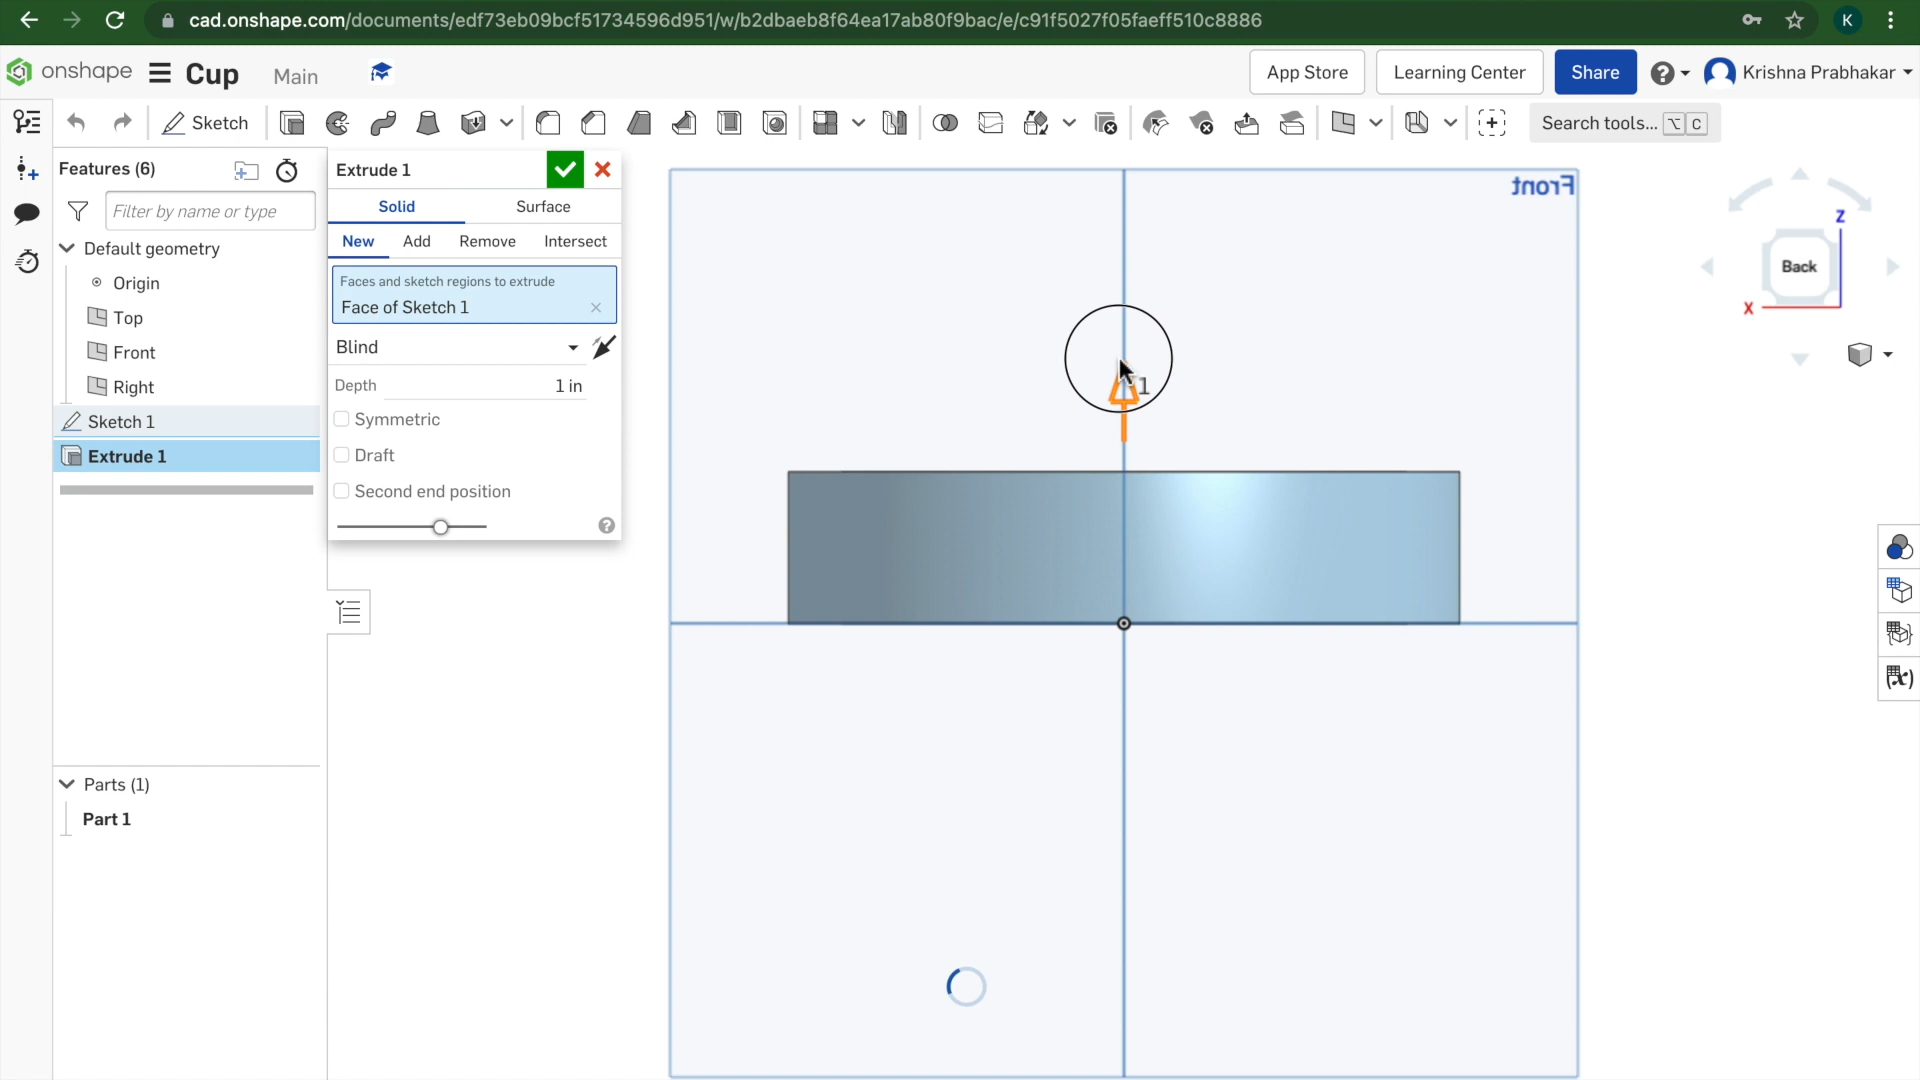 cad.onshape.com/documents/edf73eb09bcf51734596d951/w/b2dbaeb8f64ea17ab80f9bac/e/c91f5027f05faeff510c8886
K
onshape Cup Main
App Store Learning Center Share ? Krishna Prabhakar
Sketch
Search tools... ⌥ C
Features (6)
Filter by name or type
Default geometry
Origin
Top
Front
Right
Sketch 1
Extrude 1
Parts (1)
Part 1
Extrude 1
Solid Surface
New Add Remove Intersect
Faces and sketch regions to extrude
Face of Sketch 1
Blind
Depth 1 in
Symmetric
Draft
Second end position
?
Front
1
Z
Back
X
(x)